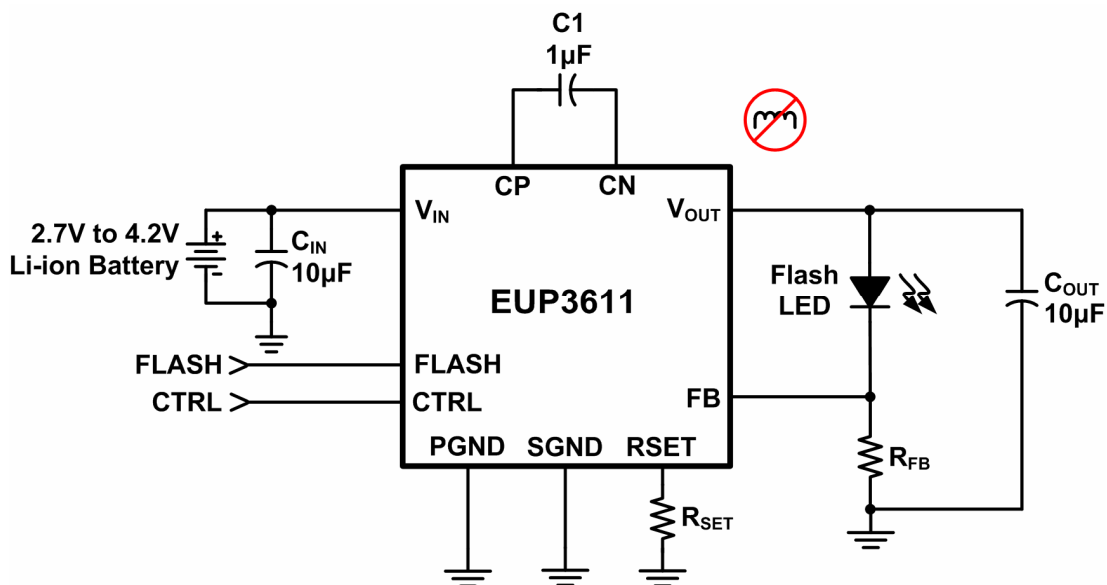 C1
1µF
CP
CN
VIN
VOUT
2.7V to 4.2V
Li-ion Battery
+
-
CIN
10µF
EUP3611
Flash
LED
COUT
10µF
FLASH
FLASH
CTRL
CTRL
FB
PGND
SGND
RSET
RFB
RSET